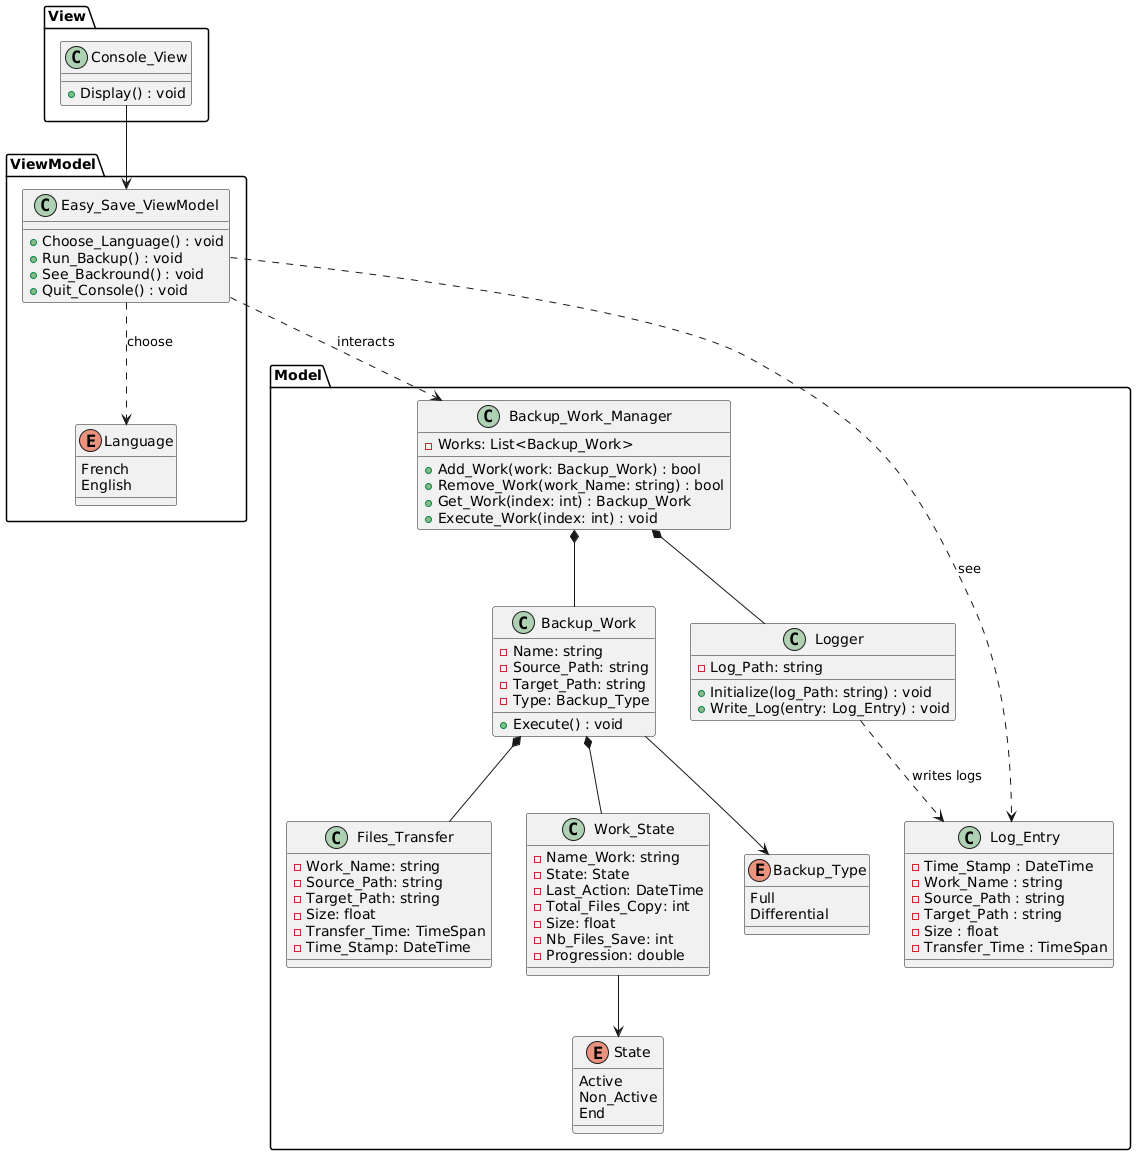 View
C Console_View
Display() : void
ViewModel
C Easy_Save_ViewModel
Choose_Language() : void
Run_Backup() : void
See_Backround() : void
Quit_Console() : void
choose
interacts
E Language
French
English
Model
C Backup_Work_Manager
Works: List<Backup_Work>
Add_Work(work: Backup_Work) : bool
Remove_Work(work_Name: string) : bool
Get_Work(index: int) : Backup_Work
Execute_Work(index: int) : void
see
C Backup_Work
Name: string
Source_Path: string
Target_Path: string
Type: Backup_Type
Execute() : void
C Logger
Log_Path: string
Initialize(log_Path: string) : void
Write_Log(entry: Log_Entry) : void
writes logs
C Files_Transfer
Work_Name: string
Source_Path: string
Target_Path: string
Size: float
Transfer_Time: TimeSpan
Time_Stamp: DateTime
C Work_State
Name_Work: string
State: State
Last_Action: DateTime
Total_Files_Copy: int
Size: float
Nb_Files_Save: int
Progression: double
E Backup_Type
Full
Differential
C Log_Entry
Time_Stamp : DateTime
Work_Name : string
Source_Path : string
Target_Path : string
Size : float
Transfer_Time : TimeSpan
E State
Active
Non_Active
End